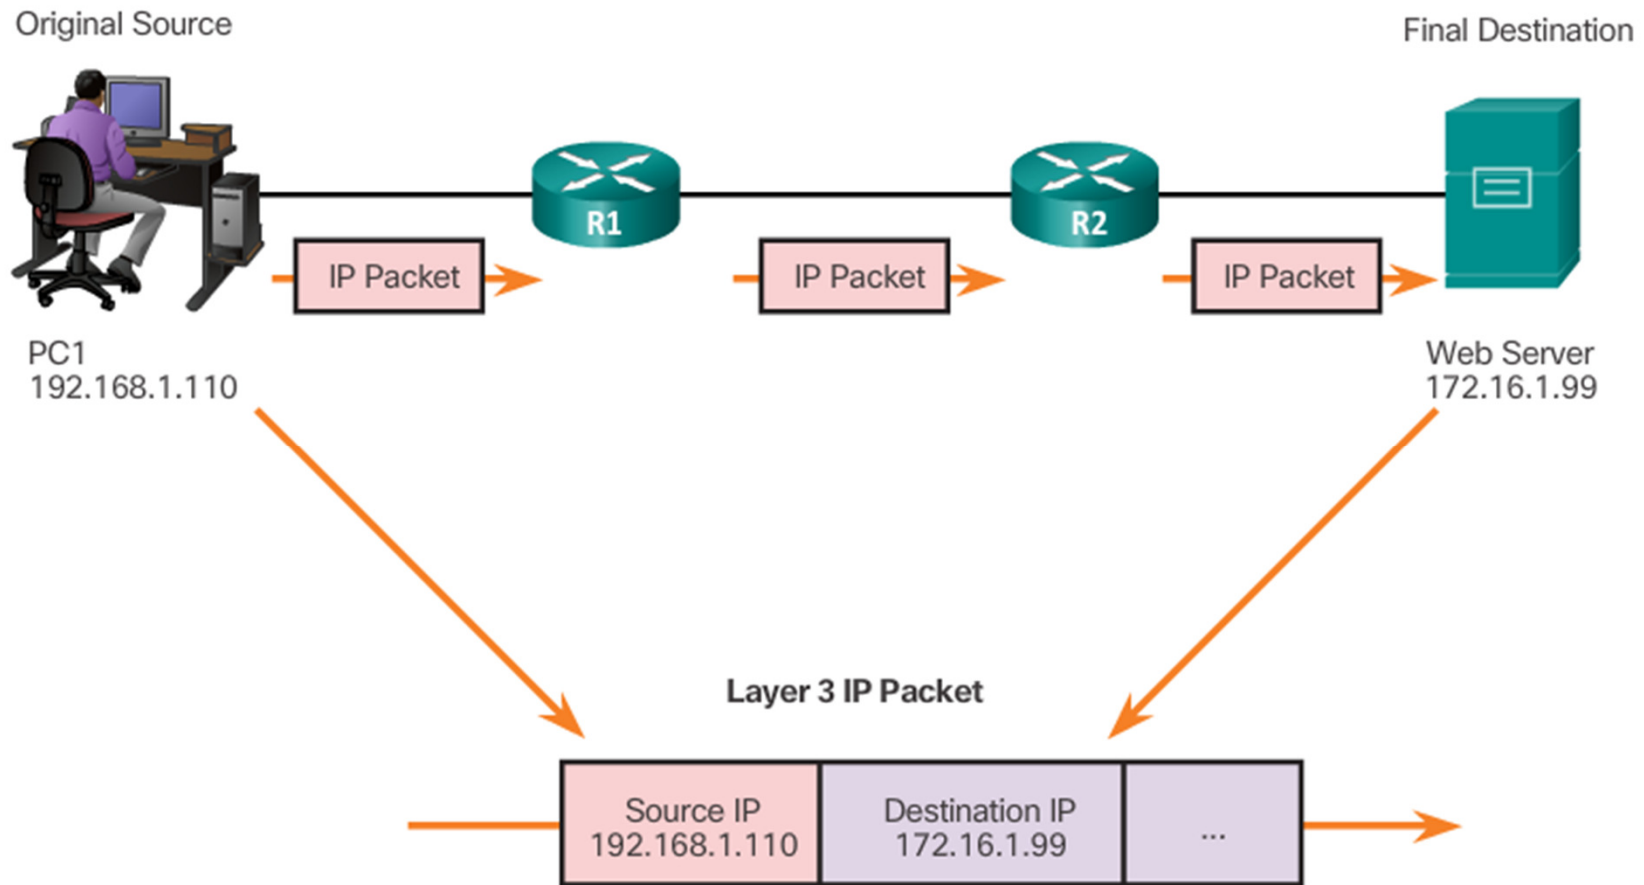 Original Source
Final Destination
R1
R2
IP Packet
IP Packet
IP Packet
PC1
192.168.1.110
Web Server
172.16.1.99
Layer 3 IP Packet
Source IP
192.168.1.110
Destination IP
172.16.1.99
...